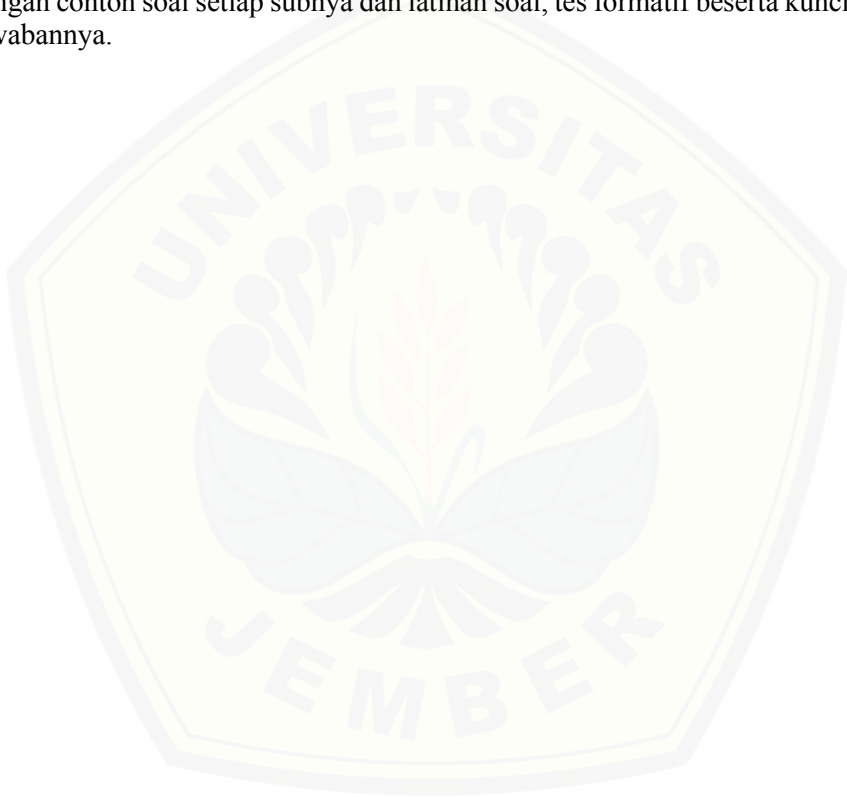 ngan contoh soal setiap subnya dan latihan soal, tes formatif beserta kunci
wabannya.
UNIVERSITAS
JEMBER